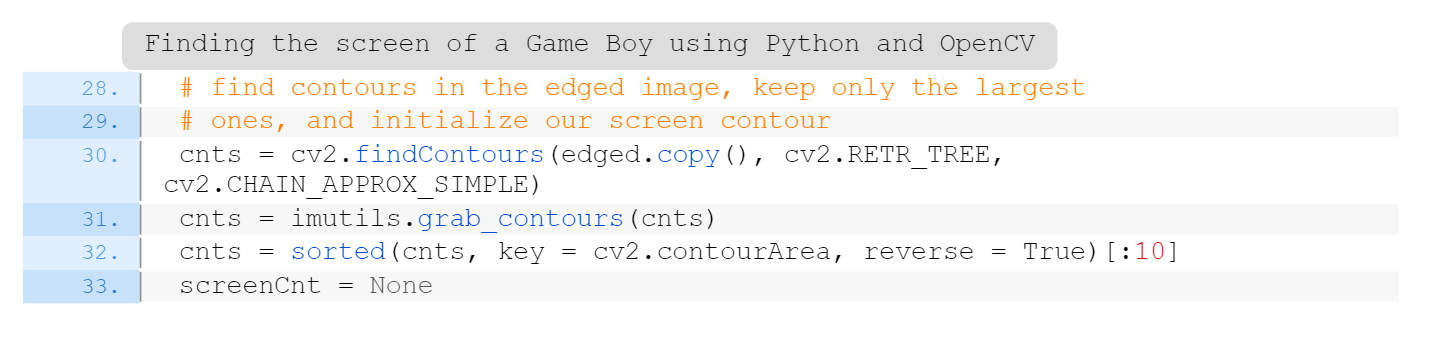 Finding the screen of a Game Boy using Python and OpenCV
28. # find contours in the edged image, keep only the largest
29. # ones, and initialize our screen contour
30. cnts = cv2.findContours(edged.copy(), cv2.RETR_TREE,
cv2.CHAIN_APPROX_SIMPLE)
31. cnts = imutils.grab_contours(cnts)
32. cnts = sorted(cnts, key = cv2.contourArea, reverse = True)[:10]
33. screenCnt = None